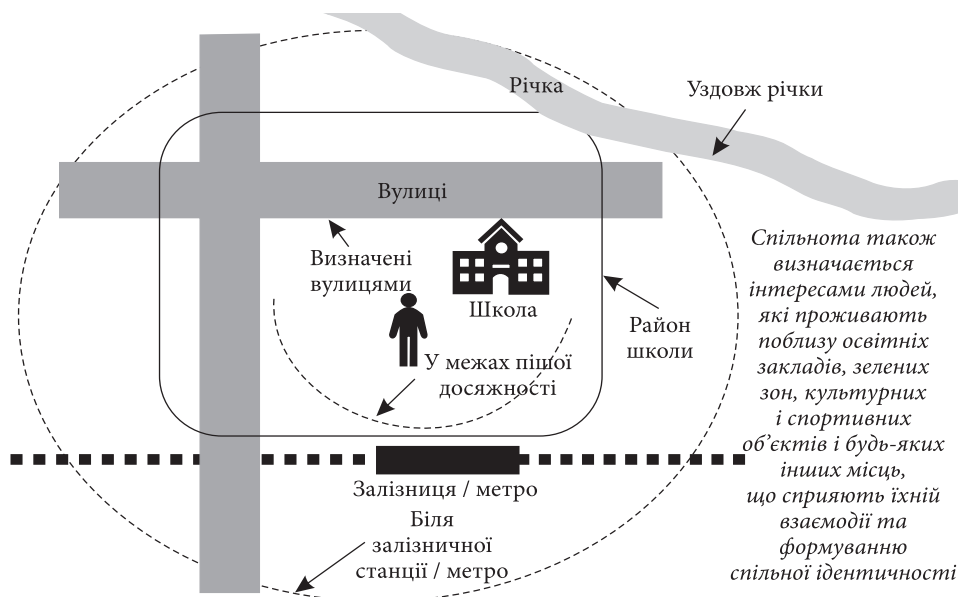 Річка
Уздовж річки
Вулиці
Визначені
вулицями
Школа
Район
школи
У межах пішої
досяжності
Залізниця / метро
Біля
залізничної
станції / метро
Спільнота також
визначається
інтересами людей,
які проживають
поблизу освітніх
закладів, зелених
зон, культурних
і спортивних
об’єктів і будь-яких
інших місць,
що сприяють їхній
взаємодії та
формуванню
спільної ідентичності